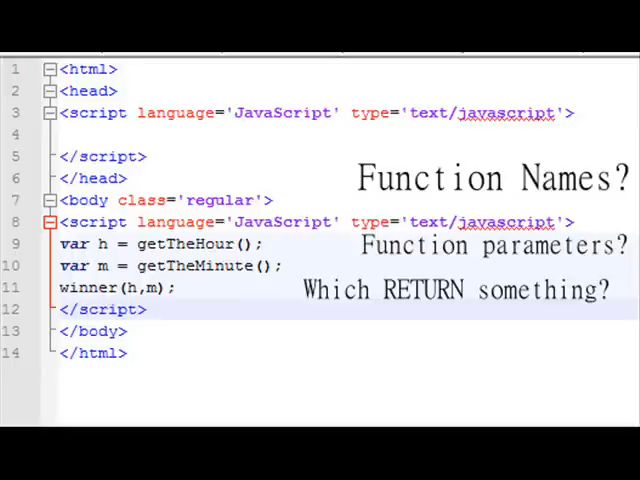 1 <html>
2 <head>
3 <script language='JavaScript' type='text/javascript'>
4
5 </script>
6 </head>
Function Names?
7 <body class='regular'>
8 <script language='JavaScript' type='text/javascript'>
9 var h = getTheHour();
Function parameters?
10 var m = getTheMinute();
11 winner(h,m);
Which RETURN something?
12 </script>
13 </body>
14 </html>